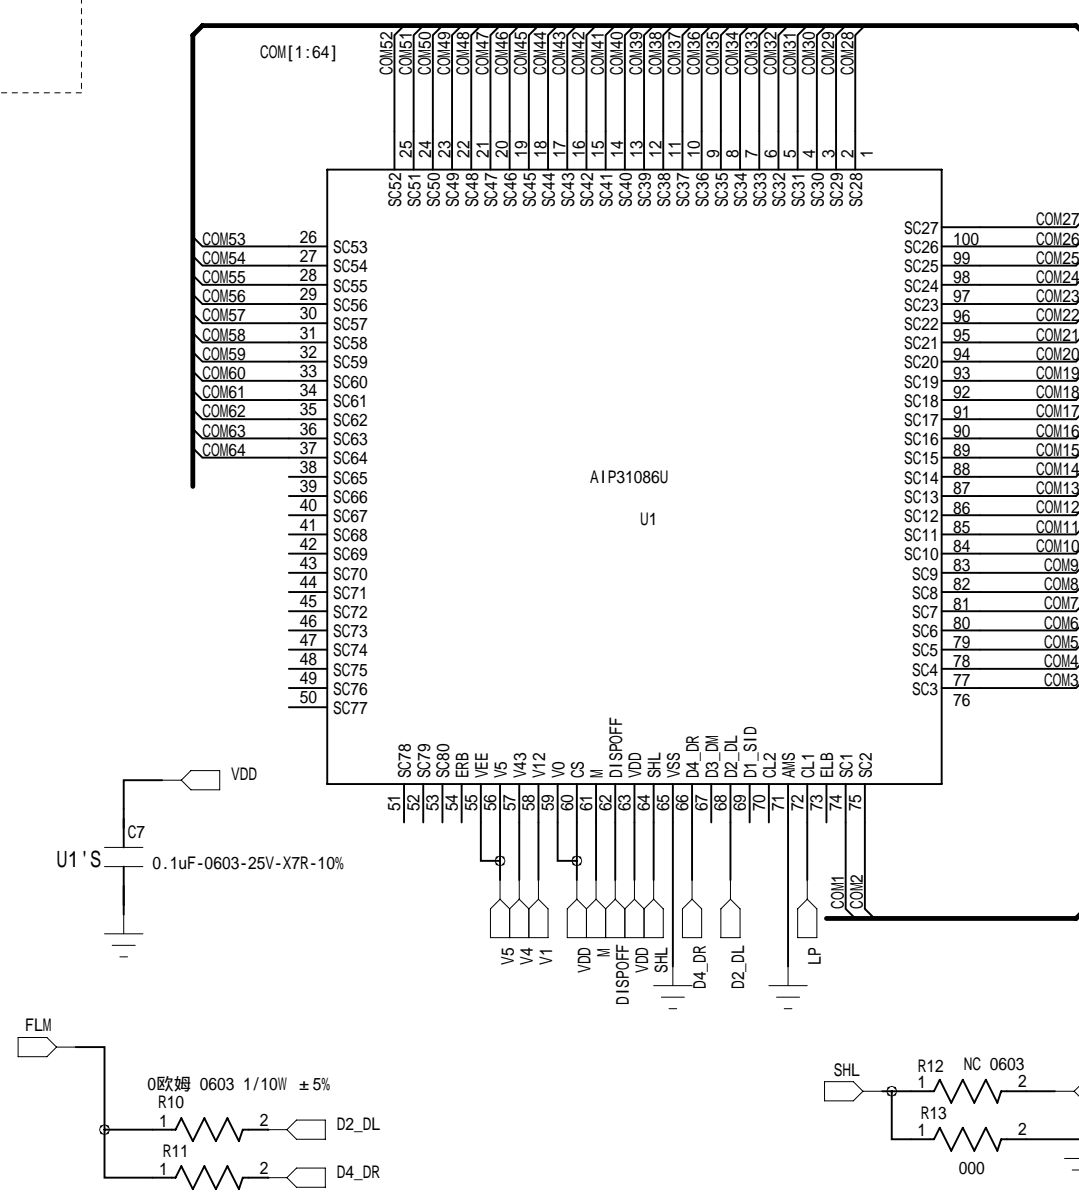 COM[1:64]
COM52 COM51 COM50 COM49 COM48 COM47 COM46 COM45 COM44 COM43 COM42 COM41 COM40 COM39 COM38 COM37 COM36 COM35 COM34 COM33 COM32 COM31 COM30 COM29 COM28
25 24 23 22 21 20 19 18 17 16 15 14 13 12 11 10 9 8 7 6 5 4 3 2 1
SC52 SC51 SC50 SC49 SC48 SC47 SC46 SC45 SC44 SC43 SC42 SC41 SC40 SC39 SC38 SC37 SC36 SC35 SC34 SC33 SC32 SC31 SC30 SC29 SC28
COM53 26 SC53
COM54 27 SC54
COM55 28 SC55
COM56 29 SC56
COM57 30 SC57
COM58 31 SC58
COM59 32 SC59
COM60 33 SC60
COM61 34 SC61
COM62 35 SC62
COM63 36 SC63
COM64 37 SC64
38 SC65
39 SC66
40 SC67
41 SC68
42 SC69
43 SC70
44 SC71
45 SC72
46 SC73
47 SC74
48 SC75
49 SC76
50 SC77
AIP31086U
U1
SC27 COM27
SC26 100 COM26
SC25 99 COM25
SC24 98 COM24
SC23 97 COM23
SC22 96 COM22
SC21 95 COM21
SC20 94 COM20
SC19 93 COM19
SC18 92 COM18
SC17 91 COM17
SC16 90 COM16
SC15 89 COM15
SC14 88 COM14
SC13 87 COM13
SC12 86 COM12
SC11 85 COM11
SC10 84 COM10
SC9 83 COM9
SC8 82 COM8
SC7 81 COM7
SC6 80 COM6
SC5 79 COM5
SC4 78 COM4
SC3 77 COM3
76
SC78 SC79 SC80 ERB VEE V5 V43 V12 V0 CS M DISPOFF VDD SHL VSS D4_DR D3_DM D2_DL D1_SID CL2 AMS CL1 ELB SC1 SC2
51 52 53 54 55 56 57 58 59 60 61 62 63 64 65 66 67 68 69 70 71 72 73 74 75
VDD
C7
U1'S 0.1uF-0603-25V-X7R-10%
COM1 COM2
V5 V4 V1 VDD M DISPOFF VDD SHL D4_DR D2_DL LP
FLM
0欧姆 0603 1/10W ±5%
R10
1 2 D2_DL
R11
1 2 D4_DR
SHL
R12 NC 0603
1 2
R13
1 2
000